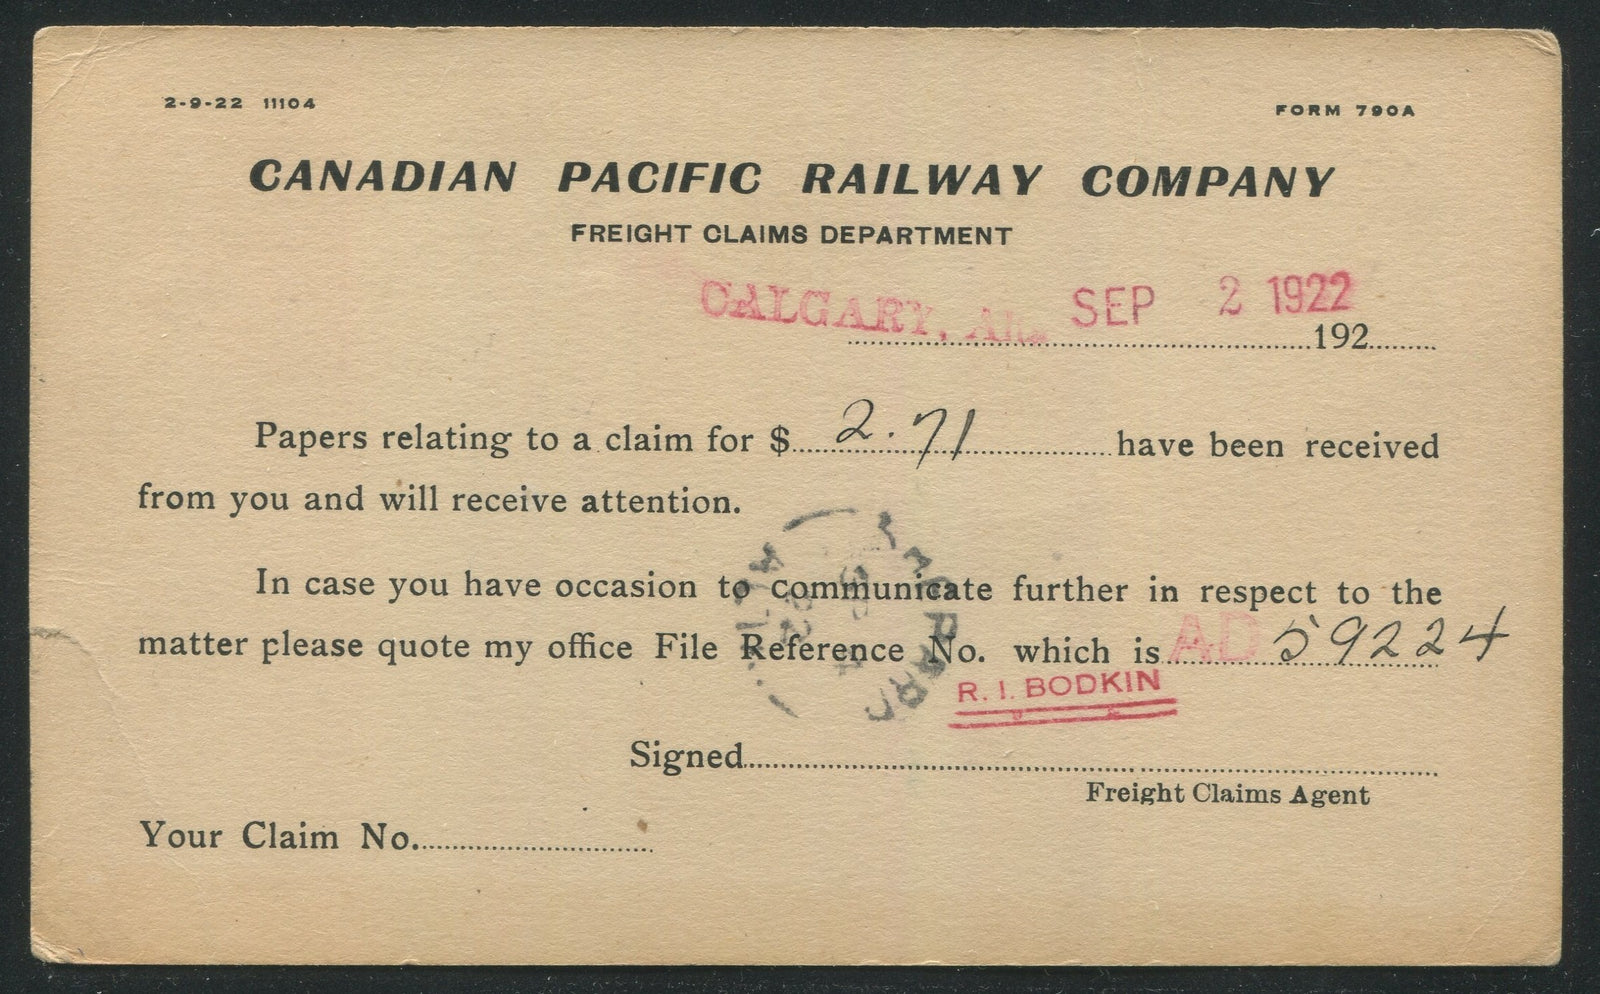 2-9-22 11104
FORM 790A
CANADIAN PACIFIC RAILWAY COMPANY
FREIGHT CLAIMS DEPARTMENT
CALGARY, SEP 2 1922
192
Papers relating to a claim for $ 2.71 have been received
from you and will receive attention.
In case you have occasion to communicate further in respect to the
matter please quote my office File Reference No. which is AD 59224
R. I. BODKIN
Signed
Freight Claims Agent
Your Claim No.